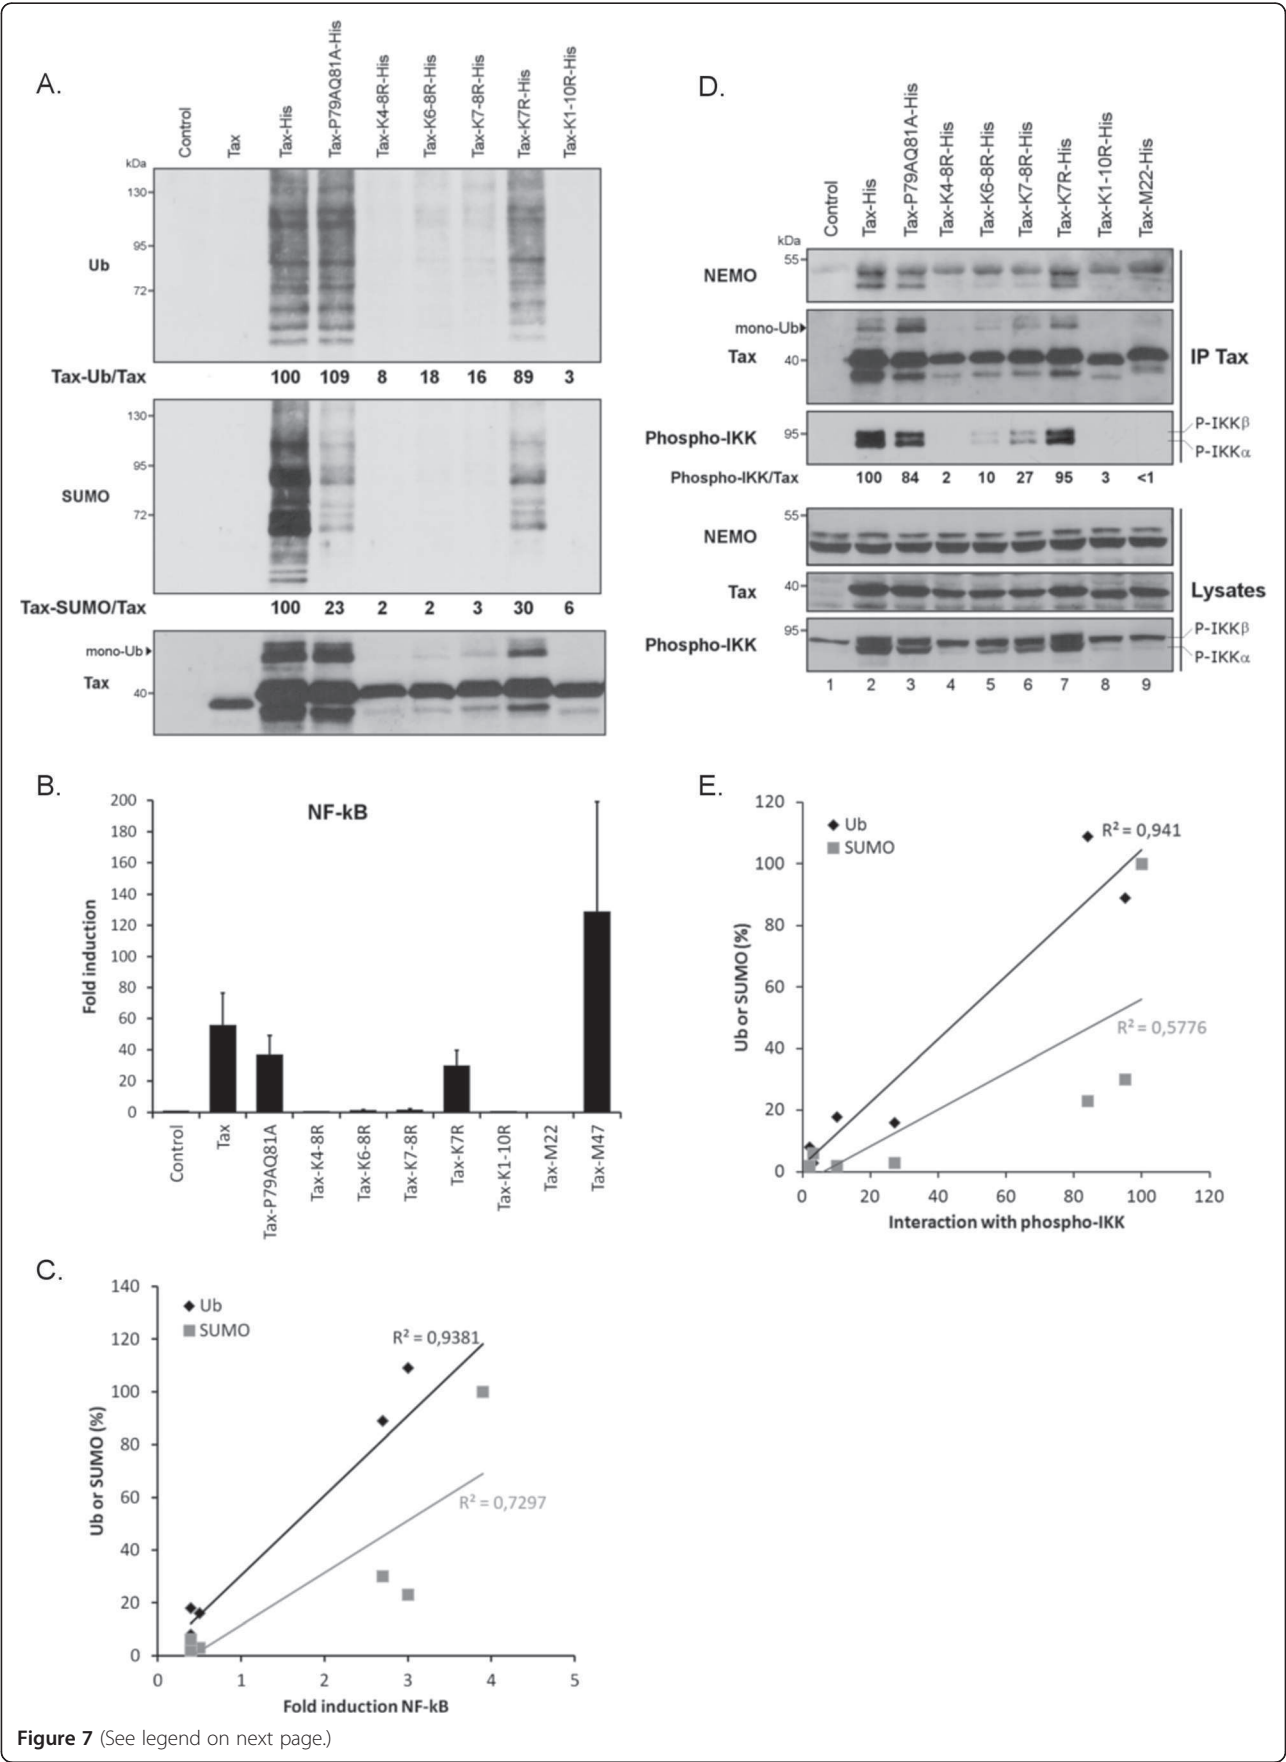 A.
Control
Tax
Tax-His
Tax-P79AQ81A-His
Tax-K4-8R-His
Tax-K6-8R-His
Tax-K7-8R-His
Tax-K7R-His
Tax-K1-10R-His
kDa
130
95
Ub
72
Tax-Ub/Tax 100 109 8 18 16 89 3
130
95
SUMO
72
Tax-SUMO/Tax 100 23 2 2 3 30 6
mono-Ub
Tax
40
D.
Control
Tax-His
Tax-P79AQ81A-His
Tax-K4-8R-His
Tax-K6-8R-His
Tax-K7-8R-His
Tax-K7R-His
Tax-K1-10R-His
Tax-M22-His
kDa
55
NEMO
mono-Ub
Tax
40
IP Tax
Phospho-IKK
95
P-IKKβ
P-IKKα
Phospho-IKK/Tax 100 84 2 10 27 95 3 <1
55
NEMO
Tax
40
Lysates
95
Phospho-IKK
P-IKKβ
P-IKKα
1 2 3 4 5 6 7 8 9
B.
NF-kB
Fold induction
200
180
160
140
120
100
80
60
40
20
0
Control
Tax
Tax-P79AQ81A
Tax-K4-8R
Tax-K6-8R
Tax-K7-8R
Tax-K7R
Tax-K1-10R
Tax-M22
Tax-M47
E.
Ub
SUMO
R² = 0,941
R² = 0,5776
Ub or SUMO (%)
120
100
80
60
40
20
0
0 20 40 60 80 100 120
Interaction with phospho-IKK
C.
Ub
SUMO
R² = 0,9381
R² = 0,7297
Ub or SUMO (%)
140
120
100
80
60
40
20
0
0 1 2 3 4 5
Fold induction NF-kB
Figure 7 (See legend on next page.)